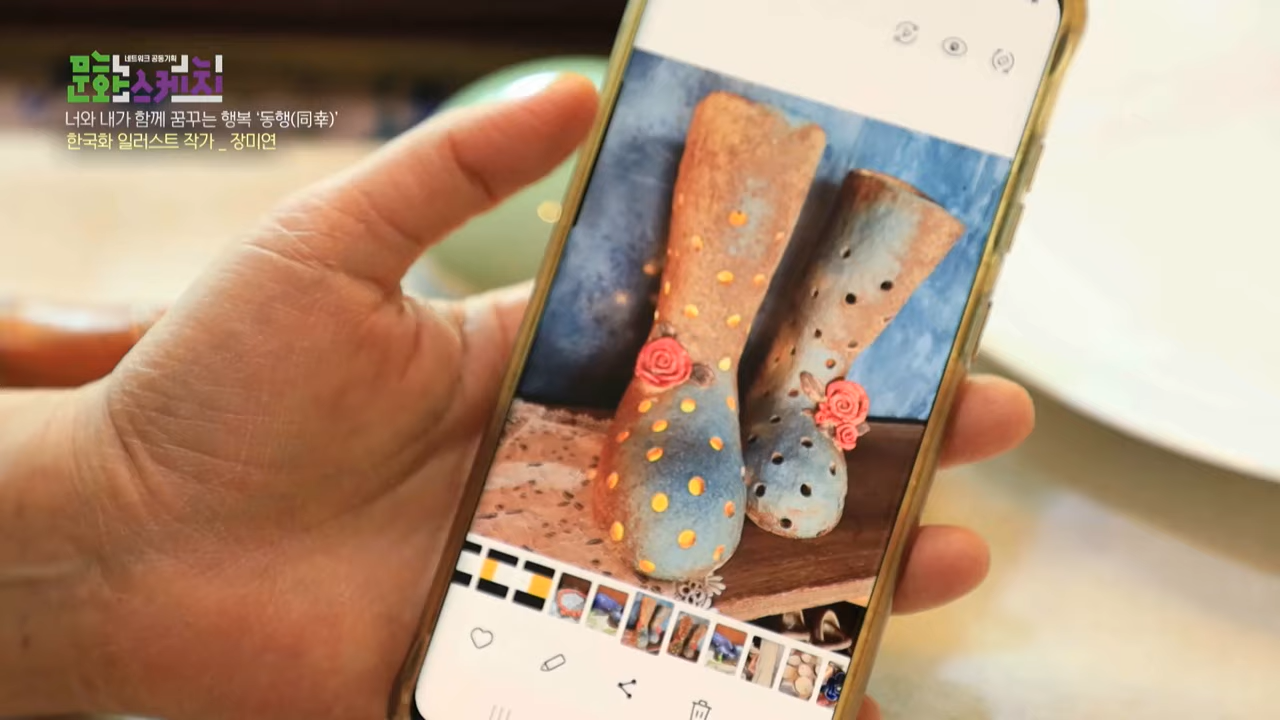 네트워크 공동기획
문화스케치
너와 내가 함께 꿈꾸는 행복 '동행(同幸)'
한국화 일러스트 작가 _ 장미연